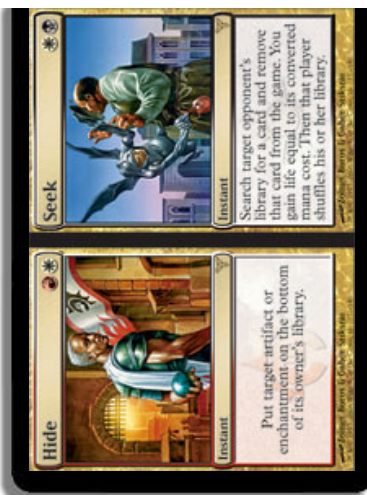 Hide
Instant
Put target artifact or
enchantment on the bottom
of its owner's library.
Seek
Instant
Search target opponent's
library for a card and remove
that card from the game. You
gain life equal to its converted
mana cost. Then that player
shuffles his or her library.